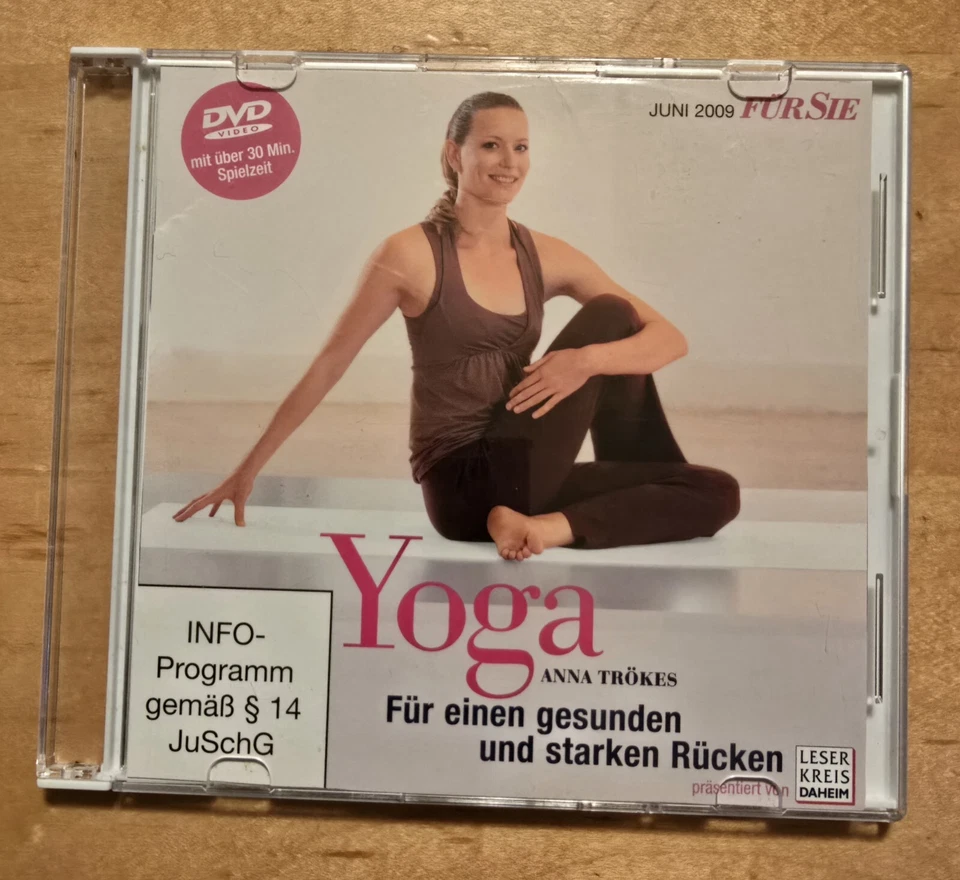 DVD
VIDEO
mit über 30 Min.
Spielzeit
JUNI 2009 FÜR SIE
Yoga
ANNA TRÖKES
Für einen gesunden
und starken Rücken
INFO-
Programm
gemäß § 14
JuSchG
präsentiert von
LESER
KREIS
DAHEIM